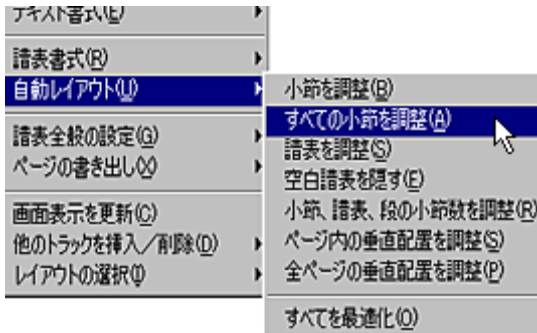 テキスト書式(E)
譜表書式(R)
自動レイアウト(U)
譜表全般の設定(G)
ページの書き出し(X)
画面表示を更新(C)
他のトラックを挿入／削除(D)
レイアウトの選択(I)
小節を調整(B)
すべての小節を調整(A)
譜表を調整(S)
空白譜表を隠す(E)
小節、譜表、段の小節数を調整(R)
ページ内の垂直配置を調整(S)
全ページの垂直配置を調整(P)
すべてを最適化(O)